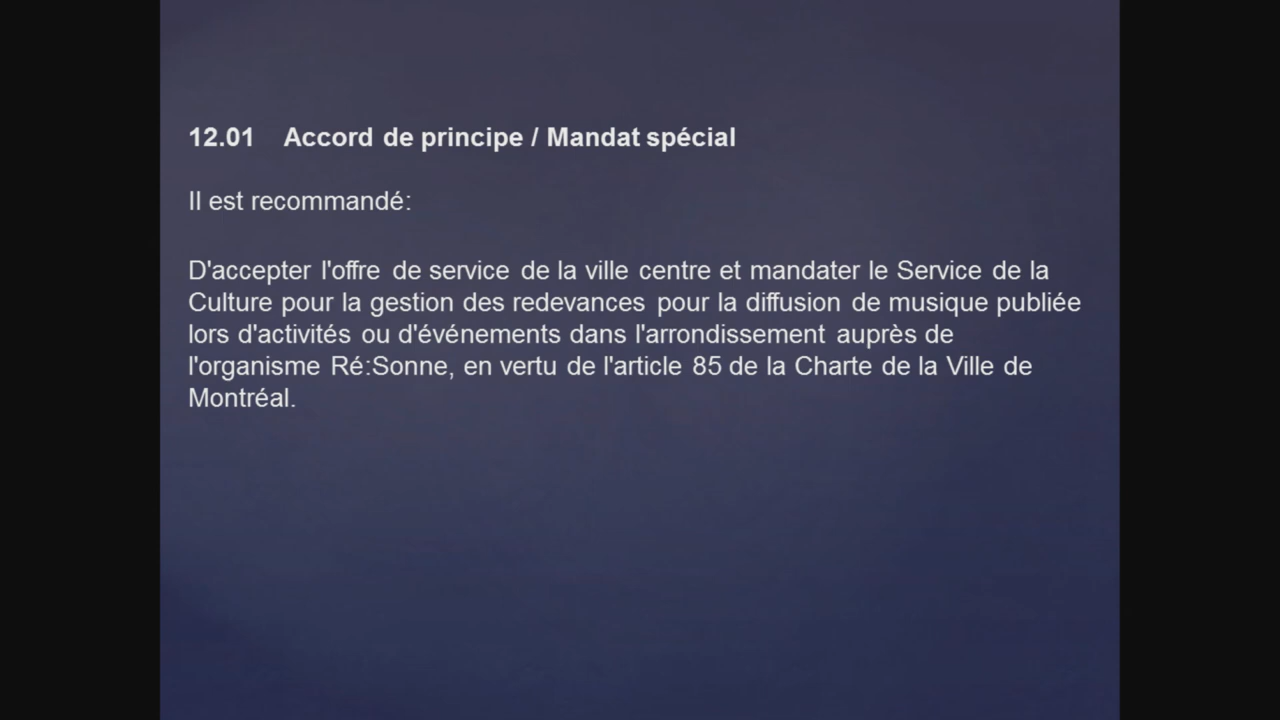 12.01 Accord de principe / Mandat spécial
Il est recommandé:
D'accepter l'offre de service de la ville centre et mandater le Service de la
Culture pour la gestion des redevances pour la diffusion de musique publiée
lors d'activités ou d'événements dans l'arrondissement auprès de
l'organisme Ré:Sonne, en vertu de l'article 85 de la Charte de la Ville de
Montréal.